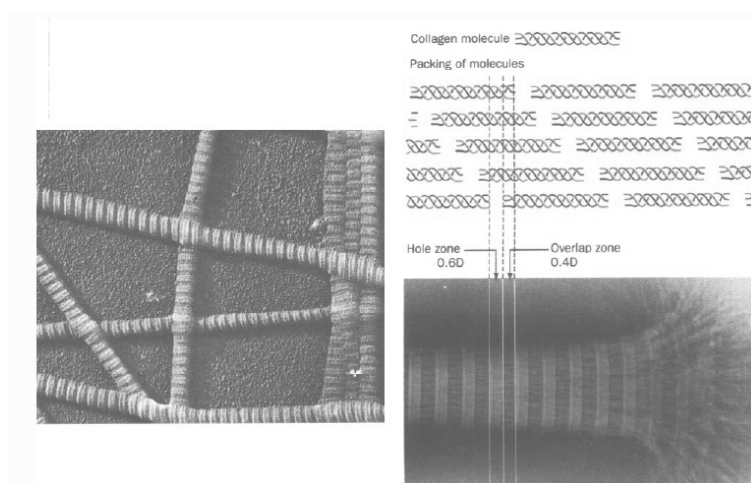 Collagen molecule
Packing of molecules
Hole zone
0.6D
Overlap zone
0.4D